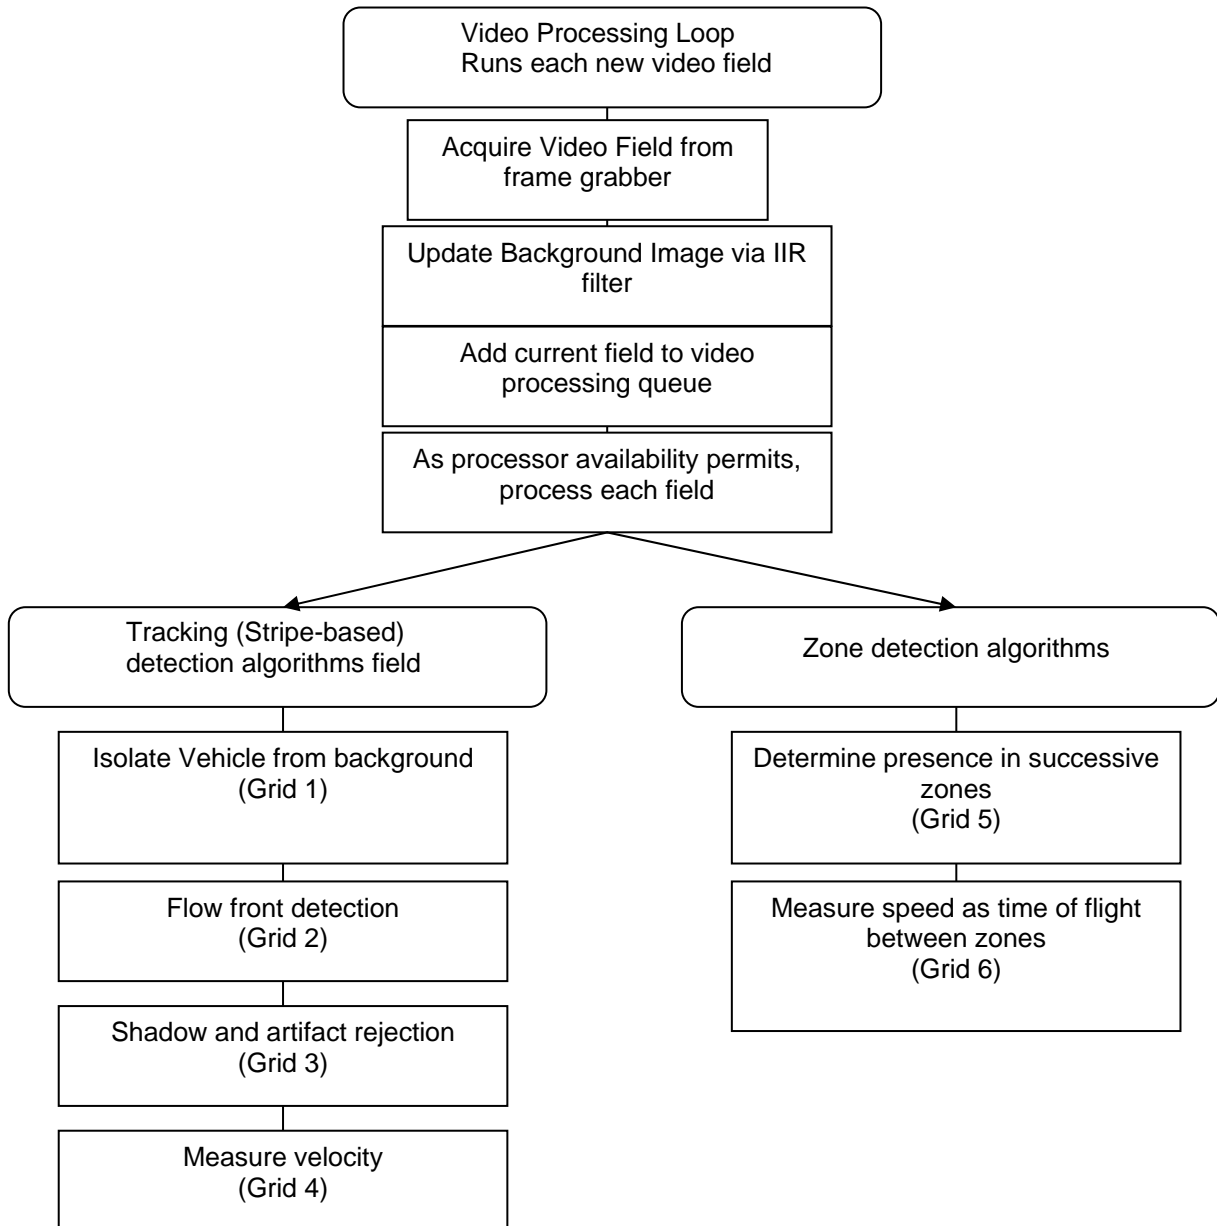 Video Processing Loop
Runs each new video field
Acquire Video Field from
frame grabber
Update Background Image via IIR
filter
Add current field to video
processing queue
As processor availability permits,
process each field
Tracking (Stripe-based)
detection algorithms field
Isolate Vehicle from background
(Grid 1)
Flow front detection
(Grid 2)
Shadow and artifact rejection
(Grid 3)
Measure velocity
(Grid 4)
Zone detection algorithms
Determine presence in successive
zones
(Grid 5)
Measure speed as time of flight
between zones
(Grid 6)